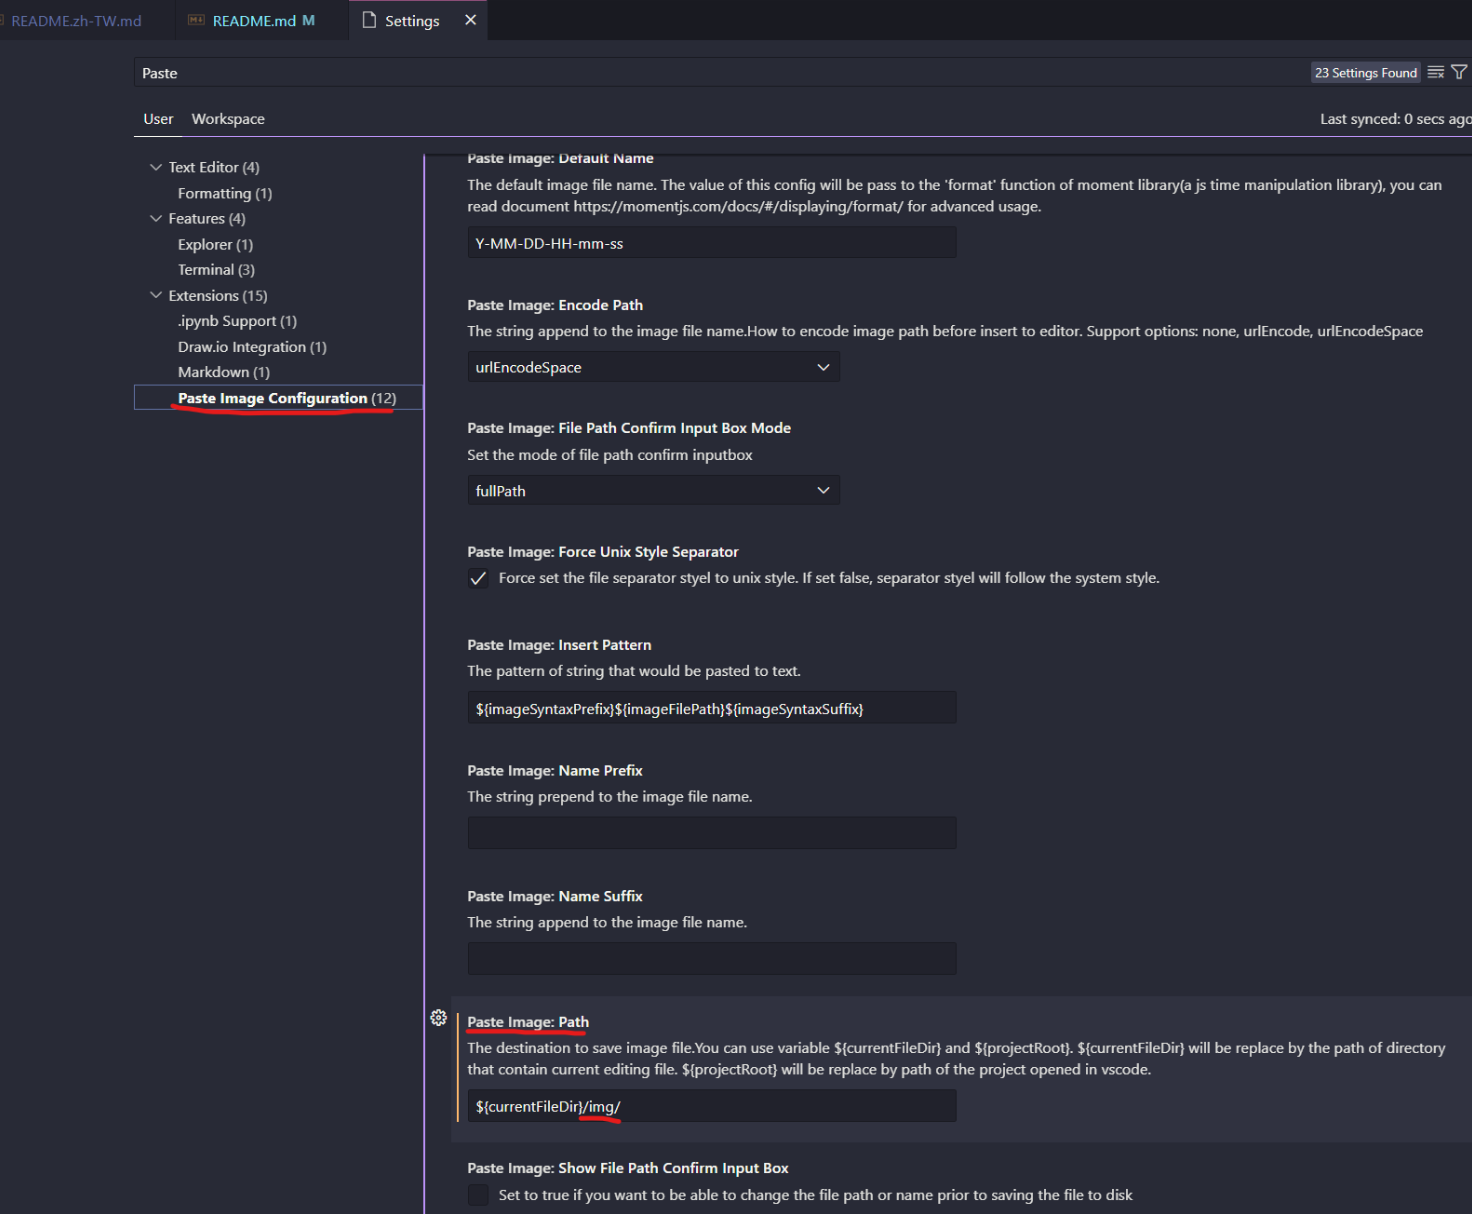 README.zh-TW.md
README.md M
Settings
Paste
23 Settings Found
User Workspace
Last synced: 0 secs ago
Text Editor (4)
Formatting (1)
Features (4)
Explorer (1)
Terminal (3)
Extensions (15)
.ipynb Support (1)
Draw.io Integration (1)
Markdown (1)
Paste Image Configuration (12)
Paste Image: Default Name
The default image file name. The value of this config will be pass to the 'format' function of moment library(a js time manipulation library), you can
read document https://momentjs.com/docs/#/displaying/format/ for advanced usage.
Y-MM-DD-HH-mm-ss
Paste Image: Encode Path
The string append to the image file name.How to encode image path before insert to editor. Support options: none, urlEncode, urlEncodeSpace
urlEncodeSpace
Paste Image: File Path Confirm Input Box Mode
Set the mode of file path confirm inputbox
fullPath
Paste Image: Force Unix Style Separator
Force set the file separator styel to unix style. If set false, separator styel will follow the system style.
Paste Image: Insert Pattern
The pattern of string that would be pasted to text.
${imageSyntaxPrefix}${imageFilePath}${imageSyntaxSuffix}
Paste Image: Name Prefix
The string prepend to the image file name.
Paste Image: Name Suffix
The string append to the image file name.
Paste Image: Path
The destination to save image file.You can use variable ${currentFileDir} and ${projectRoot}. ${currentFileDir} will be replace by the path of directory
that contain current editing file. ${projectRoot} will be replace by path of the project opened in vscode.
${currentFileDir}/img/
Paste Image: Show File Path Confirm Input Box
Set to true if you want to be able to change the file path or name prior to saving the file to disk